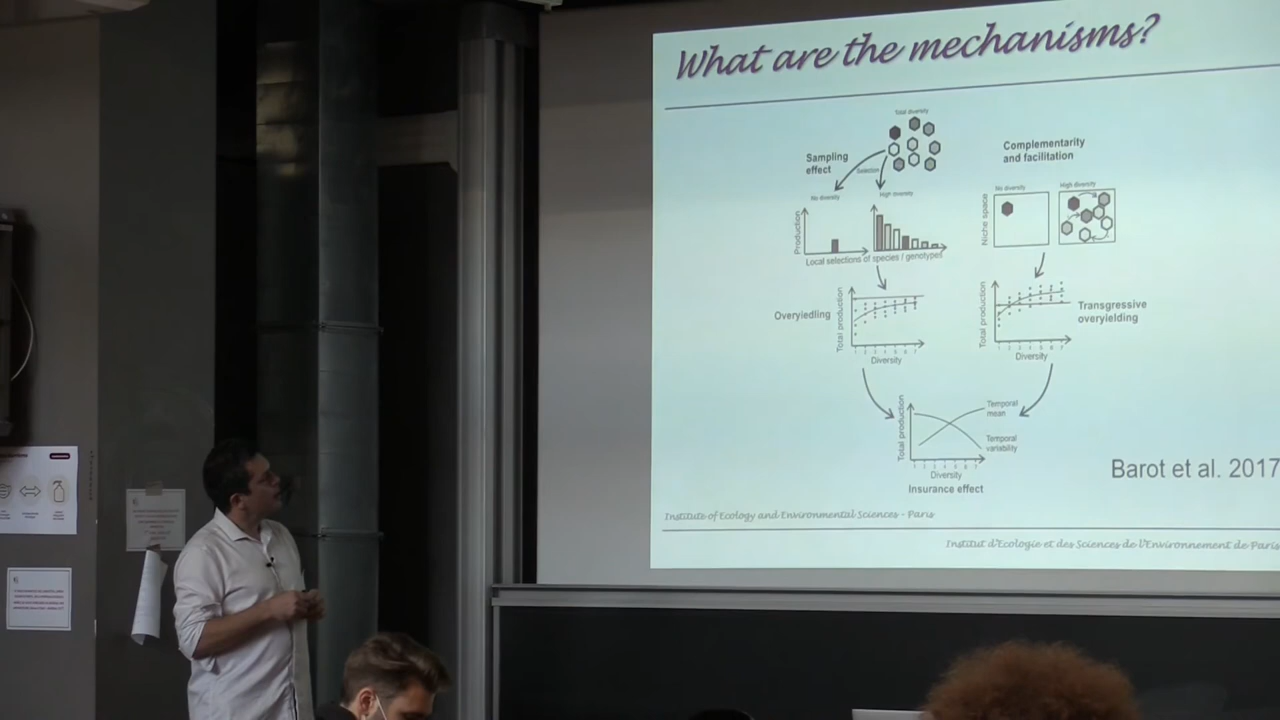 What are the mechanisms?
Total diversity
Sampling
effect
Selection
No diversity
High diversity
Production
Local selections of species / genotypes
Complementarity
and facilitation
No diversity
High diversity
Niche space
Overyiedling
Total production
Diversity
Total production
Diversity
Transgressive
overyielding
Total production
Temporal
mean
Temporal
variability
Diversity
Insurance effect
Barot et al. 2017
Institute of Ecology and Environmental Sciences - Paris
Institut d'Ecologie et des Sciences de l'Environnement de Paris